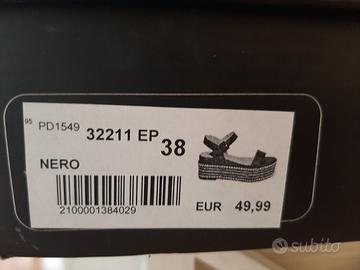 95
PD1549
32211 EP
38
NERO
2100001384029
EUR 49,99
subito